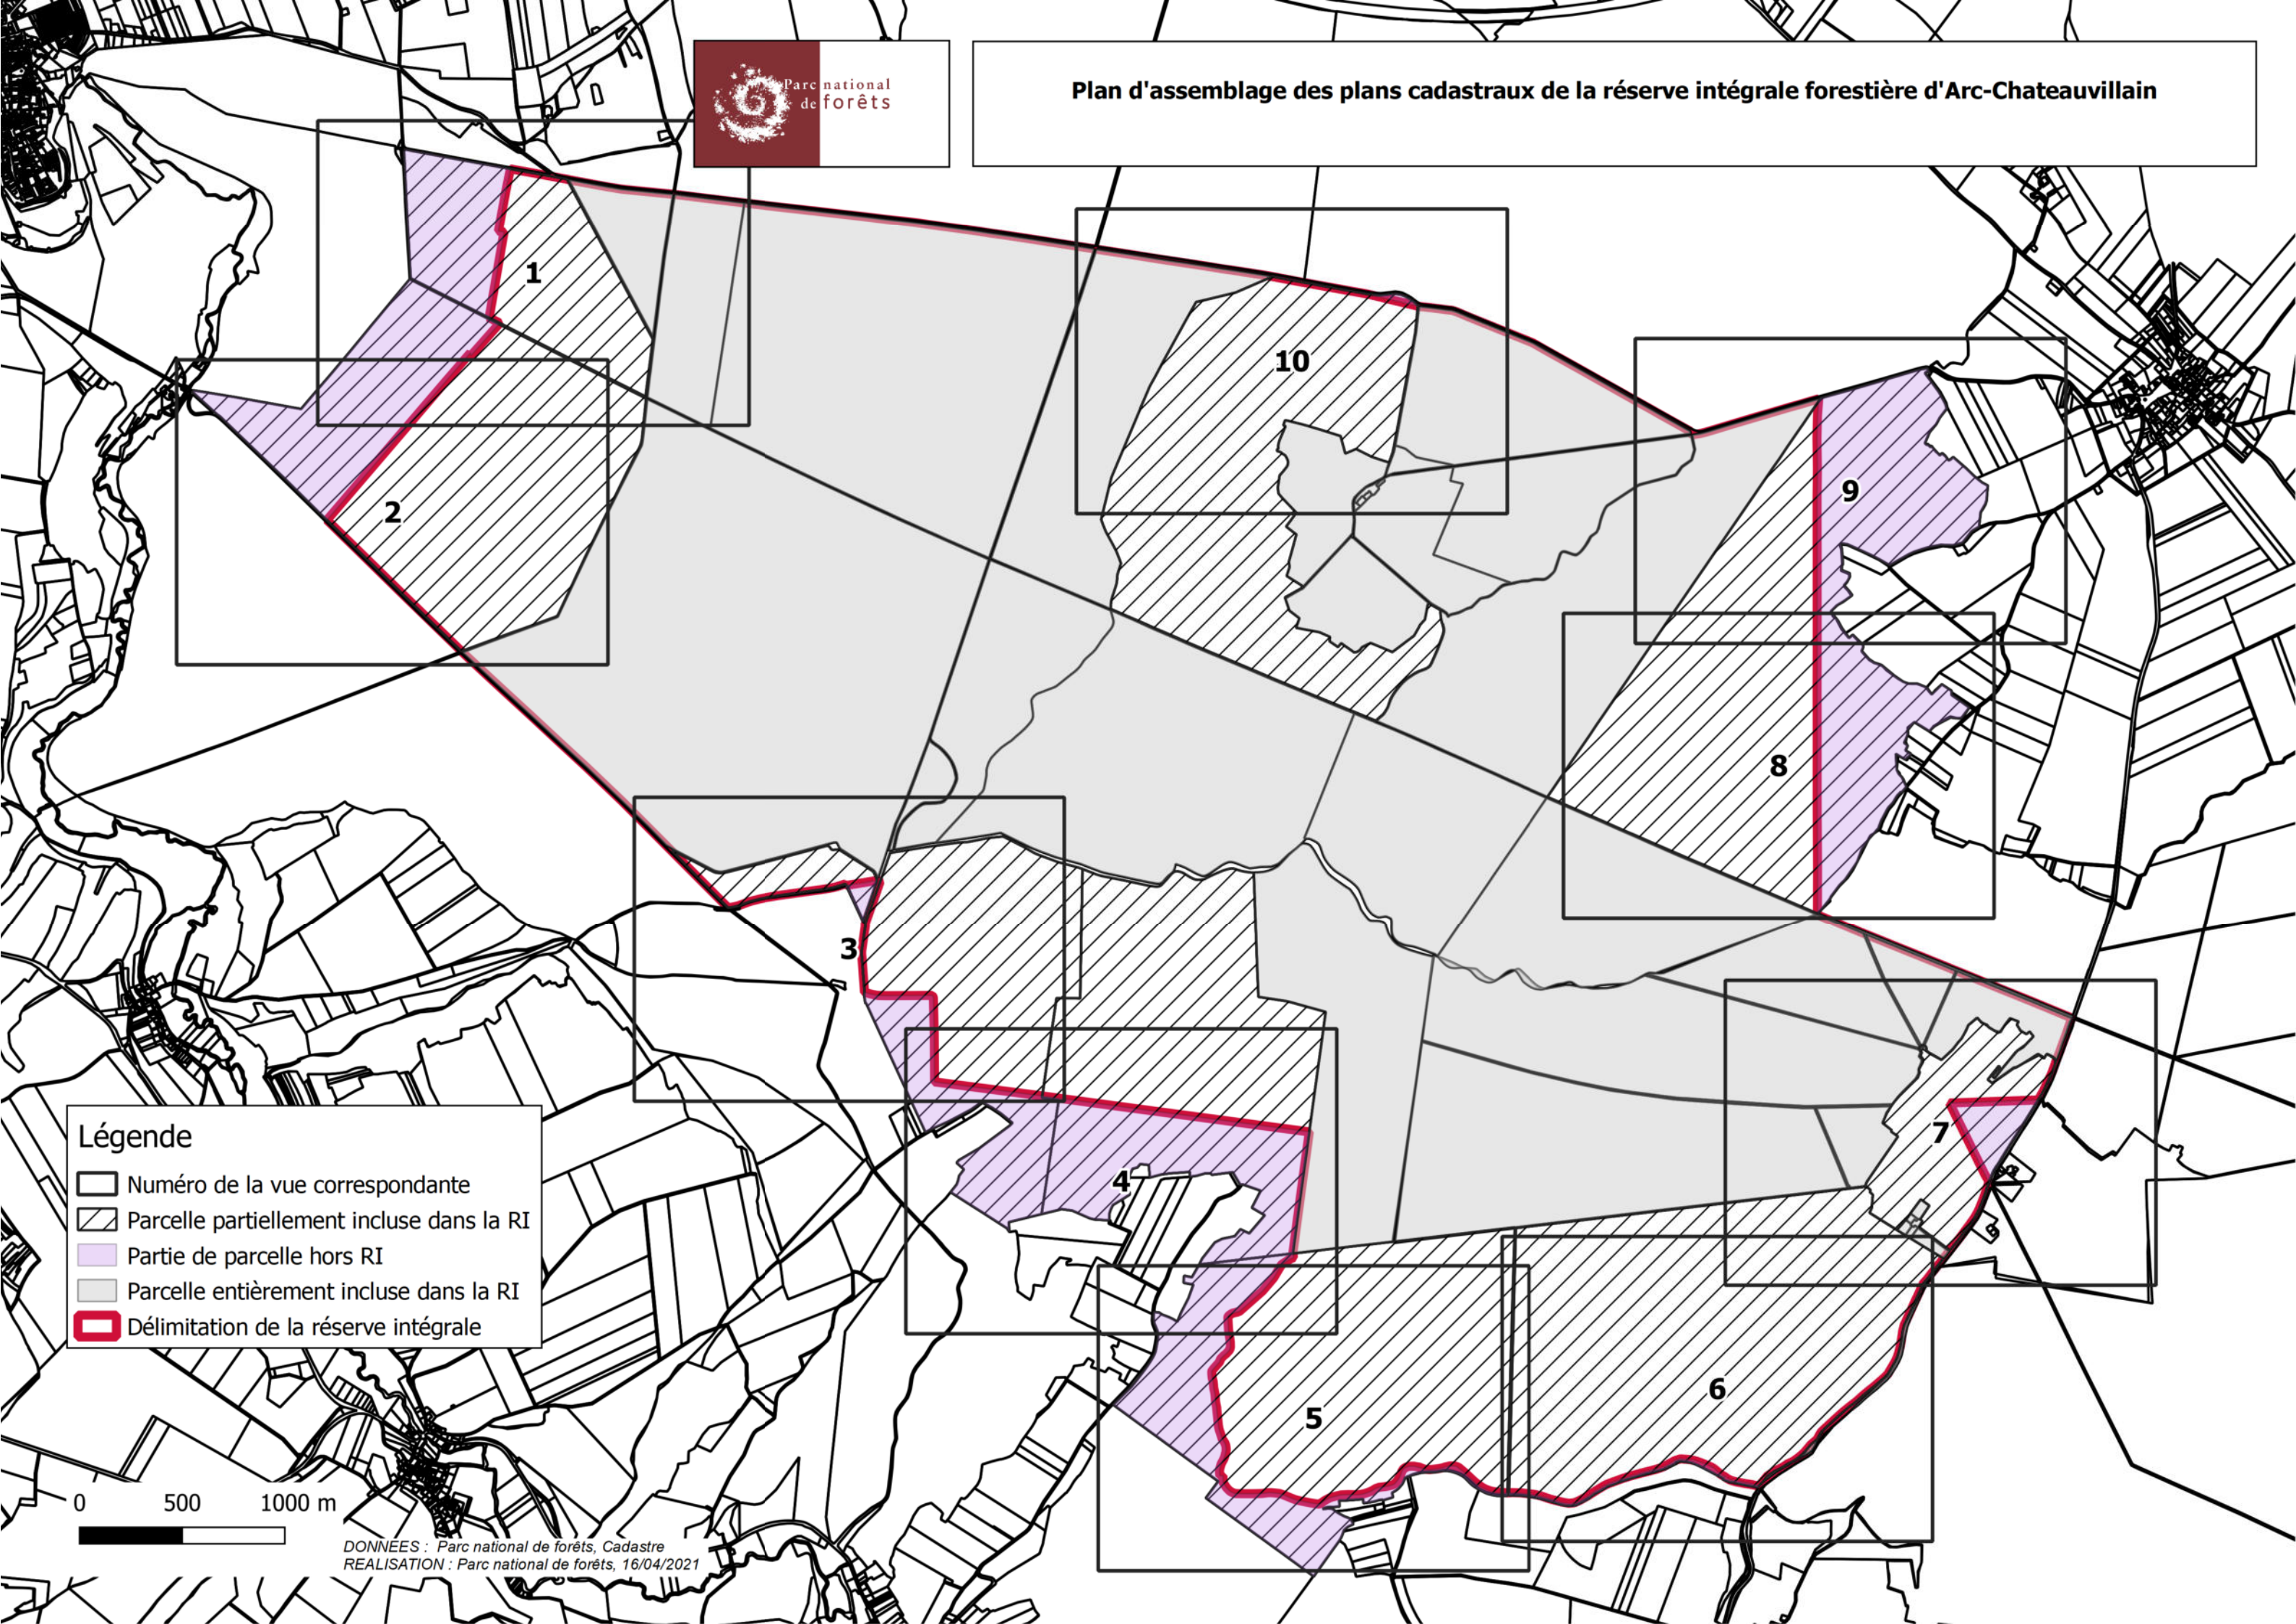 Parc national
de forêts
Plan d'assemblage des plans cadastraux de la réserve intégrale forestière d'Arc-Chateauvillain
1
10
2
9
8
3
7
4
6
5
Légende
Numéro de la vue correspondante
Parcelle partiellement incluse dans la RI
Partie de parcelle hors RI
Parcelle entièrement incluse dans la RI
Délimitation de la réserve intégrale
0 500 1000 m
DONNÉES : Parc national de forêts, Cadastre
REALISATION : Parc national de forêts, 16/04/2021